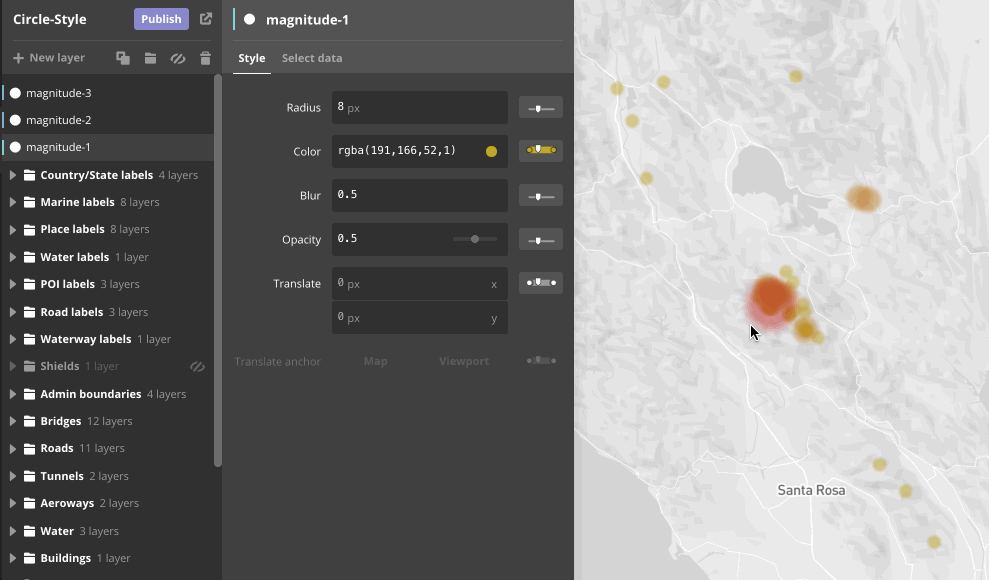 Circle-Style
Publish
New layer
magnitude-3
magnitude-2
magnitude-1
Country/State labels 4 layers
Marine labels 8 layers
Place labels 8 layers
Water labels 1 layer
POI labels 3 layers
Road labels 3 layers
Waterway labels 1 layer
Shields 1 layer
Admin boundaries 4 layers
Bridges 12 layers
Roads 11 layers
Tunnels 2 layers
Aeroways 2 layers
Water 3 layers
Buildings 1 layer
magnitude-1
Style Select data
Radius 8 px
Color rgba(191,166,52,1)
Blur 0.5
Opacity 0.5
Translate 0 px x
0 px y
Translate anchor Map Viewport
Santa Rosa